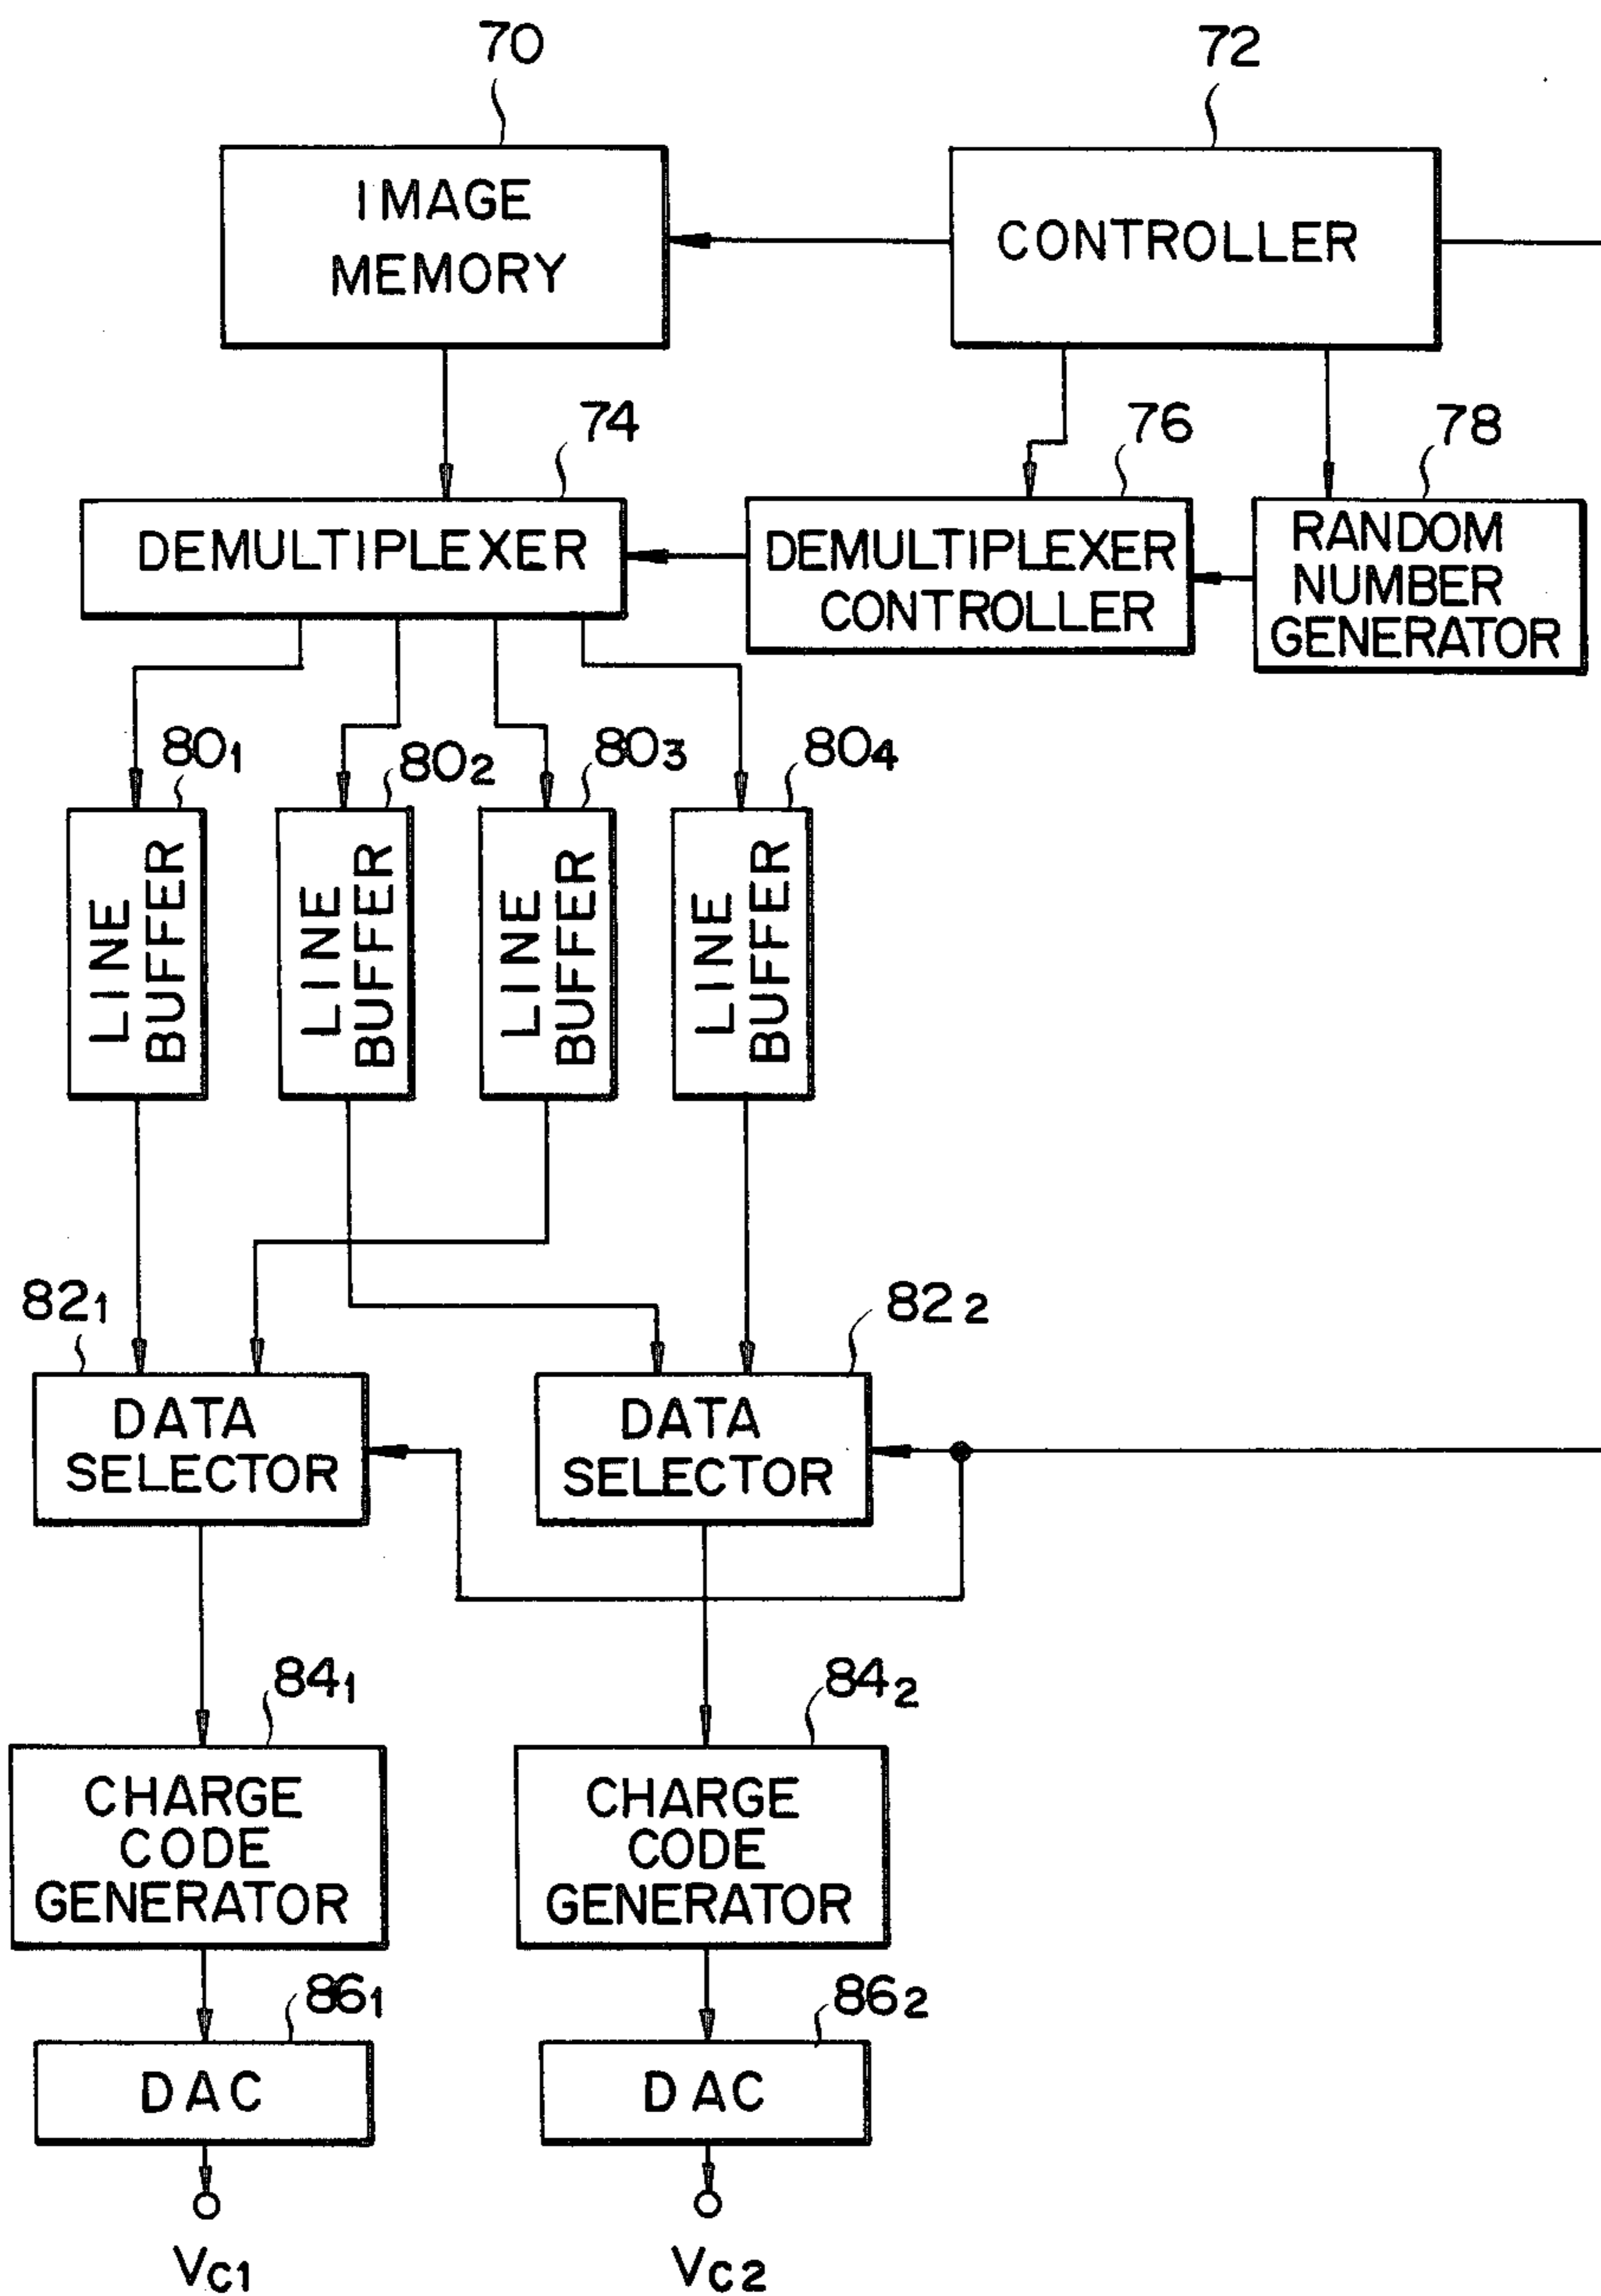 70
72
IMAGE
MEMORY
CONTROLLER
74
76
78
DEMULTIPLEXER
DEMULTIPLEXER
CONTROLLER
RANDOM
NUMBER
GENERATOR
80₁
80₂
80₃
80₄
LINE
BUFFER
LINE
BUFFER
LINE
BUFFER
LINE
BUFFER
82₁
82₂
DATA
SELECTOR
DATA
SELECTOR
84₁
84₂
CHARGE
CODE
GENERATOR
CHARGE
CODE
GENERATOR
86₁
86₂
DAC
DAC
VC1
VC2